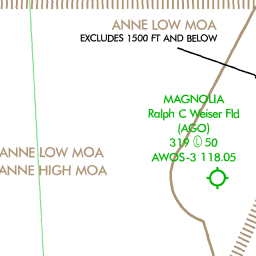 ANNE LOW MOA
EXCLUDES 1500 FT AND BELOW
MAGNOLIA
Ralph C Weiser Fld
(AGO)
319 L 50
AWOS-3 118.05
ANNE LOW MOA
ANNE HIGH MOA